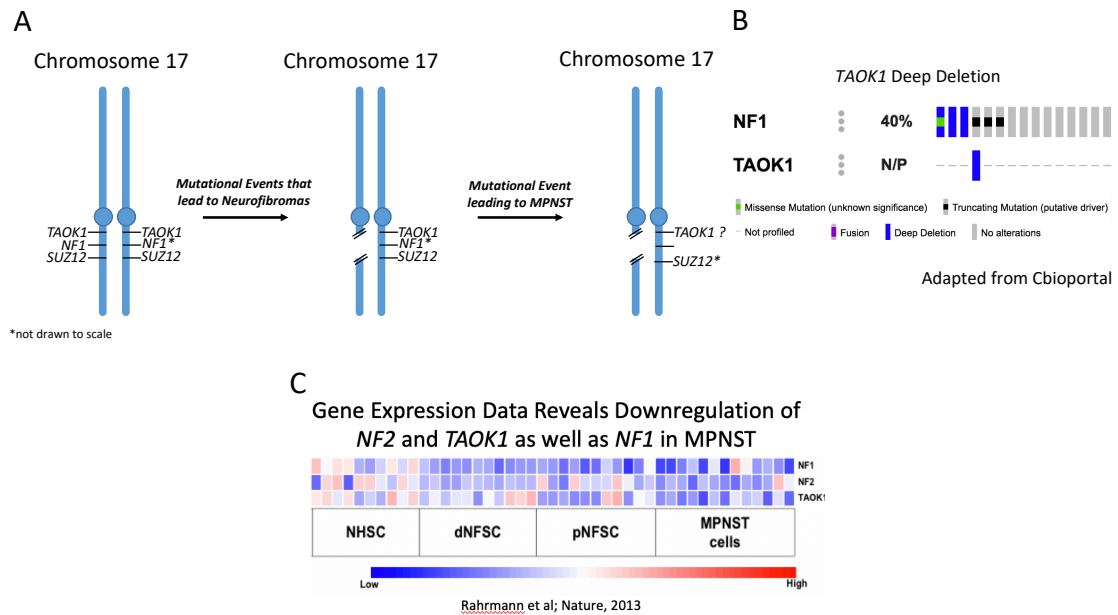 A
Chromosome 17
Chromosome 17
Chromosome 17
Mutational Events that
lead to Neurofibromas
Mutational Event
leading to MPNST
TAOK1
NF1
SUZ12
TAOK1
NF1*
SUZ12
TAOK1
NF1*
SUZ12
TAOK1 ?
SUZ12*
*not drawn to scale
B
TAOK1 Deep Deletion
NF1 40%
TAOK1 N/P
Missense Mutation (unknown significance) Truncating Mutation (putative driver)
Not profiled Fusion Deep Deletion No alterations
Adapted from Cbioportal
C
Gene Expression Data Reveals Downregulation of
NF2 and TAOK1 as well as NF1 in MPNST
NF1
NF2
TAOK1
NHSC dNFSC pNFSC MPNST
cells
Low High
Rahrmann et al; Nature, 2013